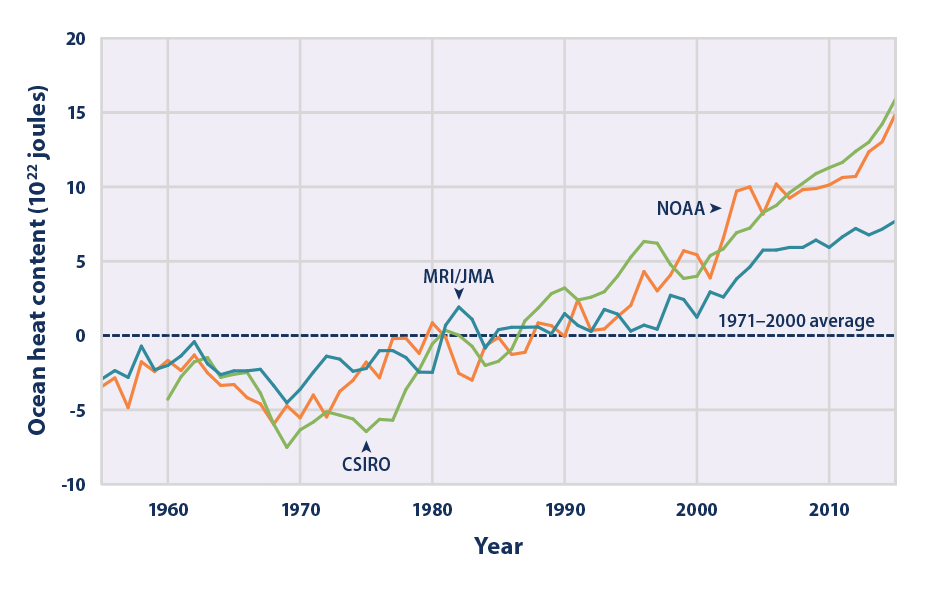 20
15
10
5
0
-5
-10
Ocean heat content (10²² joules)
NOAA
MRI/JMA
1971–2000 average
CSIRO
1960 1970 1980 1990 2000 2010
Year